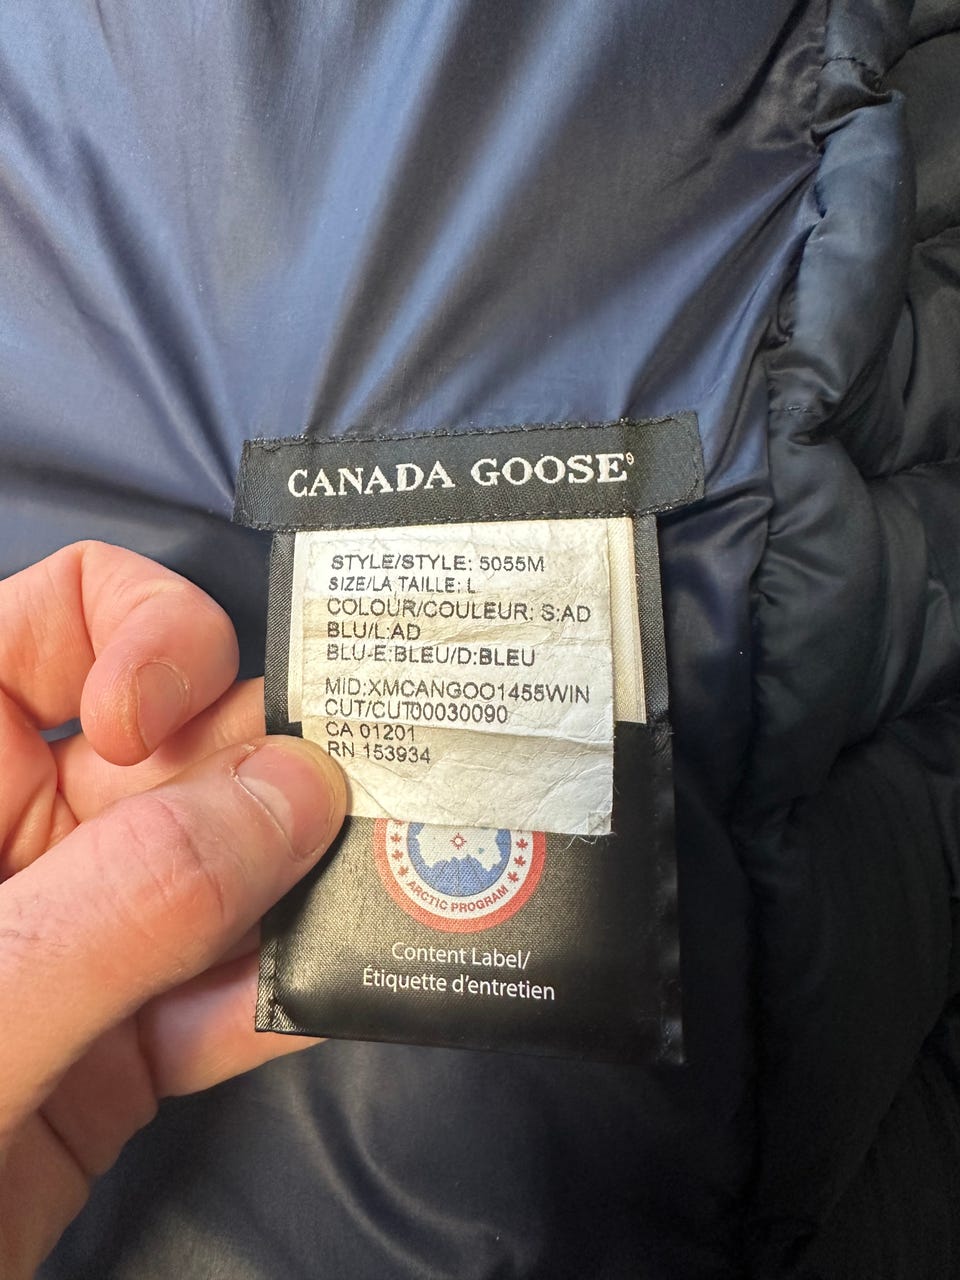 CANADA GOOSE®
STYLE/STYLE: 5055M
SIZE/LA TAILLE: L
COLOUR/COULEUR: S:AD
BLU/L:AD
BLU-E:BLEU/D:BLEU
MID:XMCANGOO1455WIN
CUT/CUT00030090
CA 01201
RN 153934
ARCTIC PROGRAM
Content Label/
Étiquette d'entretien